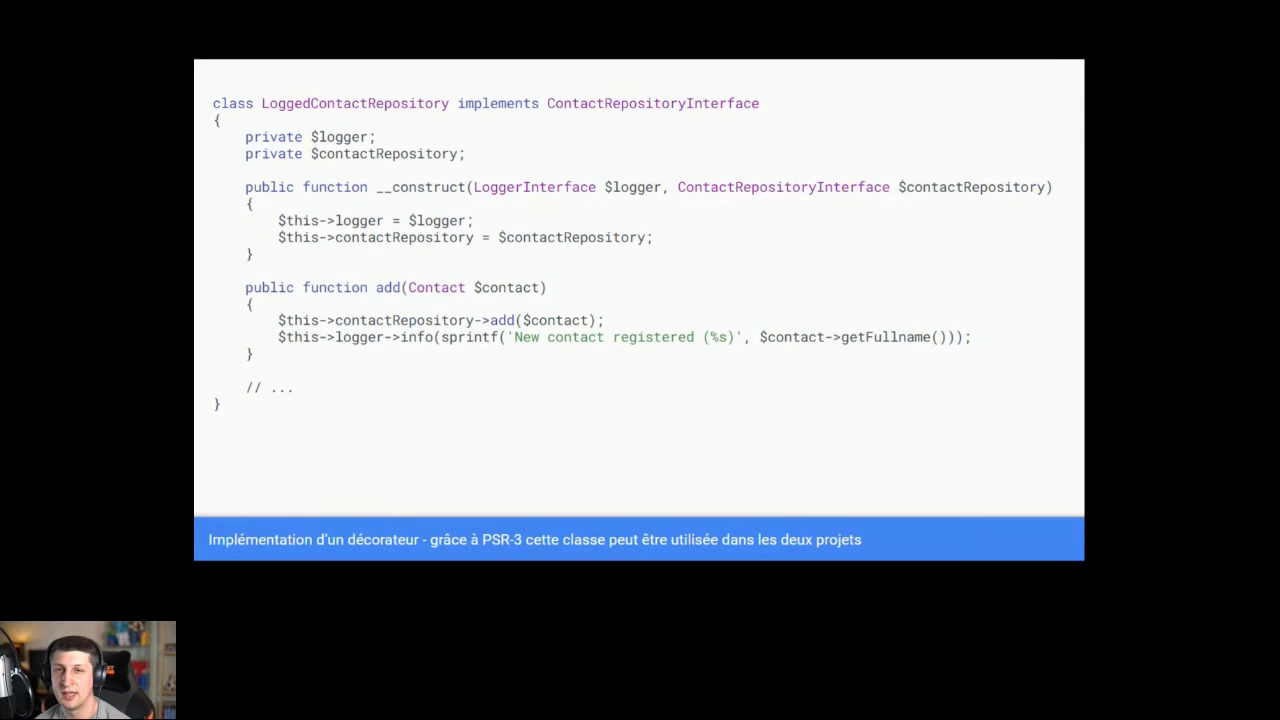 class LoggedContactRepository implements ContactRepositoryInterface
{
    private $logger;
    private $contactRepository;

    public function __construct(LoggerInterface $logger, ContactRepositoryInterface $contactRepository)
    {
        $this->logger = $logger;
        $this->contactRepository = $contactRepository;
    }

    public function add(Contact $contact)
    {
        $this->contactRepository->add($contact);
        $this->logger->info(sprintf('New contact registered (%s)', $contact->getFullname()));
    }

    // ...
}
Implémentation d'un décorateur - grâce à PSR-3 cette classe peut être utilisée dans les deux projets